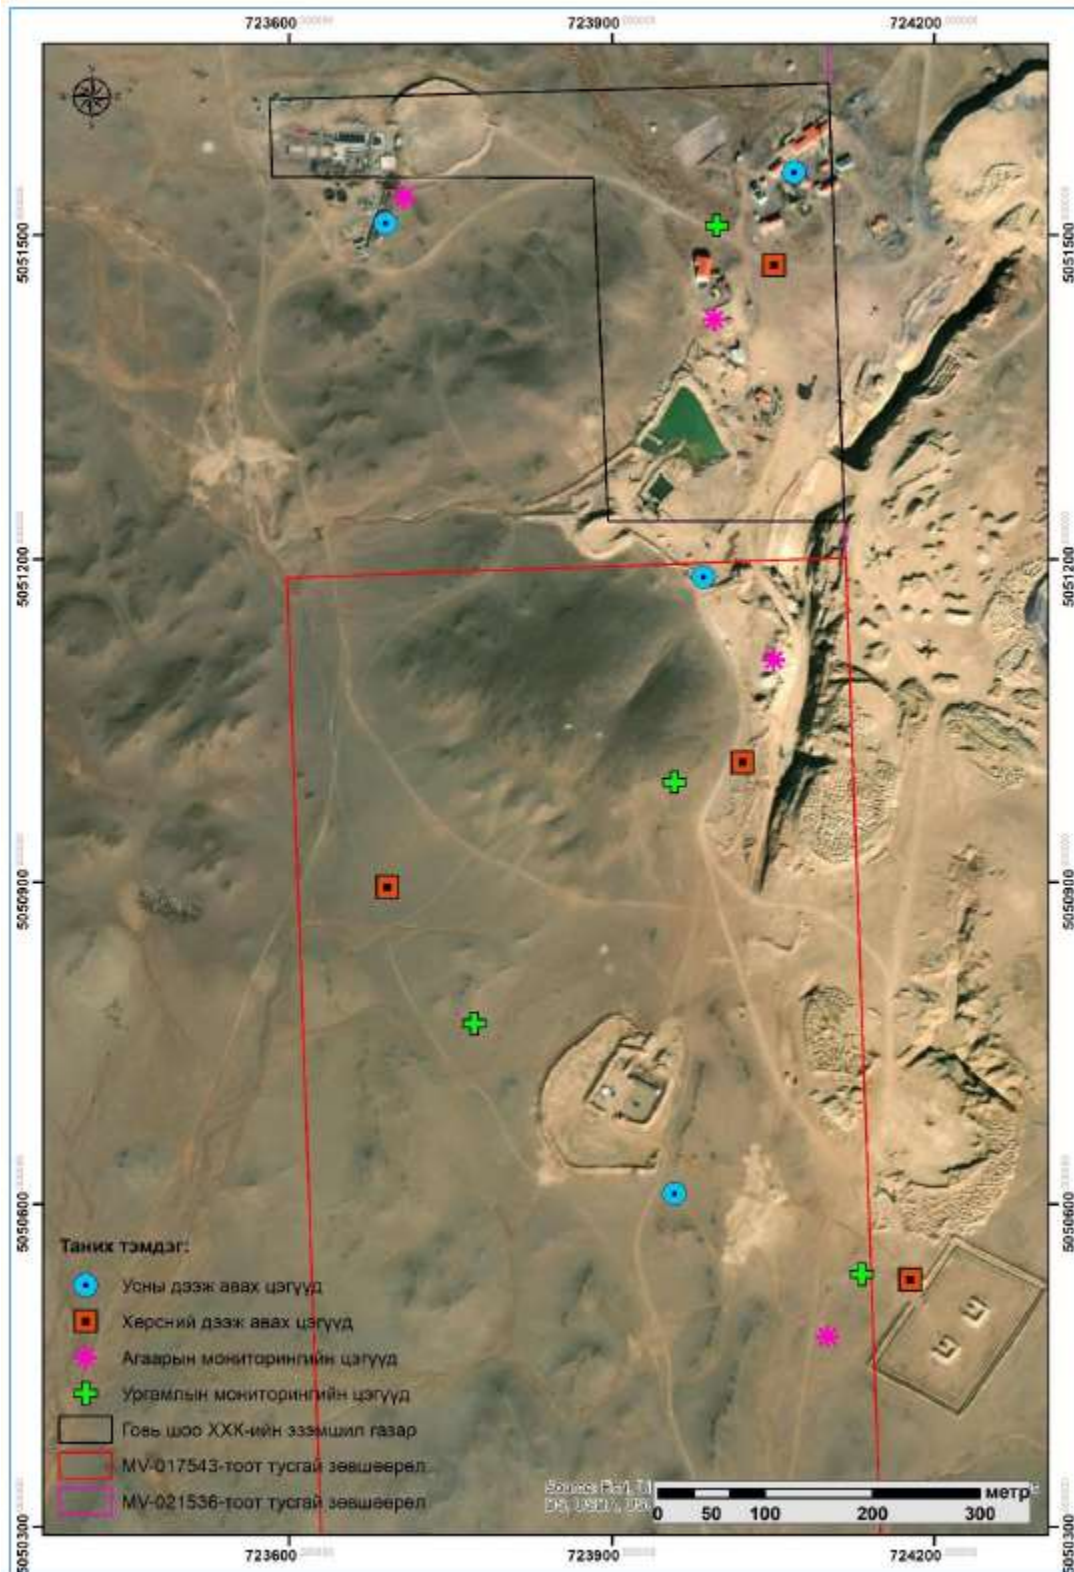 723600 723900 724200
5051500 5051500
5051200 5051200
5050900 5050900
5050600 5050600
Таних тэмдэг:
Усны дээж авах цэгүүд
Хөрсний дээж авах цэгүүд
Агаарын мониторингийн цэгүүд
Ургамлын мониторингийн цэгүүд
Говь шоо ХХК-ийн эзэмшил газар
MV-017543-тоот тусгай зөвшөөрөл
MV-021536-тоот тусгай зөвшөөрөл
метр
0 50 100 200 300
5050300 5050300
723600 723900 724200